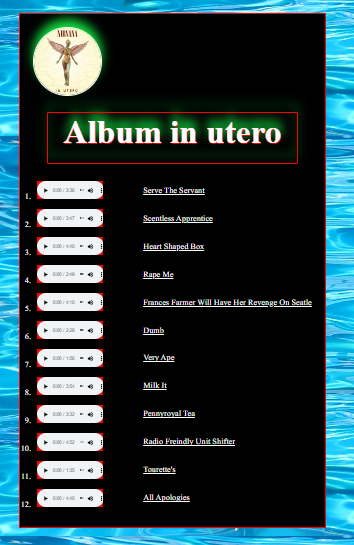 NIRVANA
IN UTERO
Album in utero
1. 0:00 / 3:36 Serve The Servant
2. 0:00 / 3:47 Scentless Apprentice
3. 0:00 / 4:40 Heart Shaped Box
4. 0:00 / 2:49 Rape Me
5. 0:00 / 4:10 Frances Farmer Will Have Her Revenge On Seatle
6. 0:00 / 2:28 Dumb
7. 0:00 / 1:56 Very Ape
8. 0:00 / 3:54 Milk It
9. 0:00 / 3:32 Pennyroyal Tea
10. 0:00 / 4:52 Radio Freindly Unit Shifter
11. 0:00 / 1:35 Tourette's
12. 0:00 / All Apologies